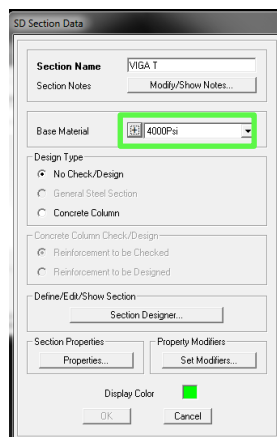 SD Section Data
Section Name VIGA T
Section Notes Modify/Show Notes...
Base Material 4000Psi
Design Type
No Check/Design
General Steel Section
Concrete Column
Concrete Column Check/Design
Reinforcement to be Checked
Reinforcement to be Designed
Define/Edit/Show Section
Section Designer...
Section Properties Property Modifiers
Properties... Set Modifiers...
Display Color
OK Cancel